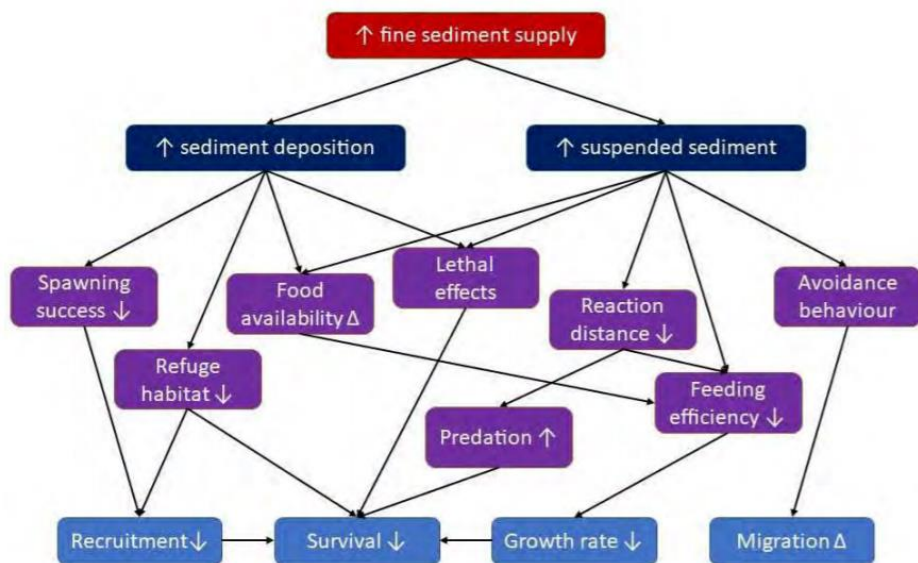 ↑ fine sediment supply
↑ sediment deposition
↑ suspended sediment
Spawning
success ↓
Food
availability Δ
Lethal
effects
Reaction
distance ↓
Avoidance
behaviour
Refuge
habitat ↓
Predation ↑
Feeding
efficiency ↓
Recruitment↓
Survival ↓
Growth rate ↓
Migration Δ